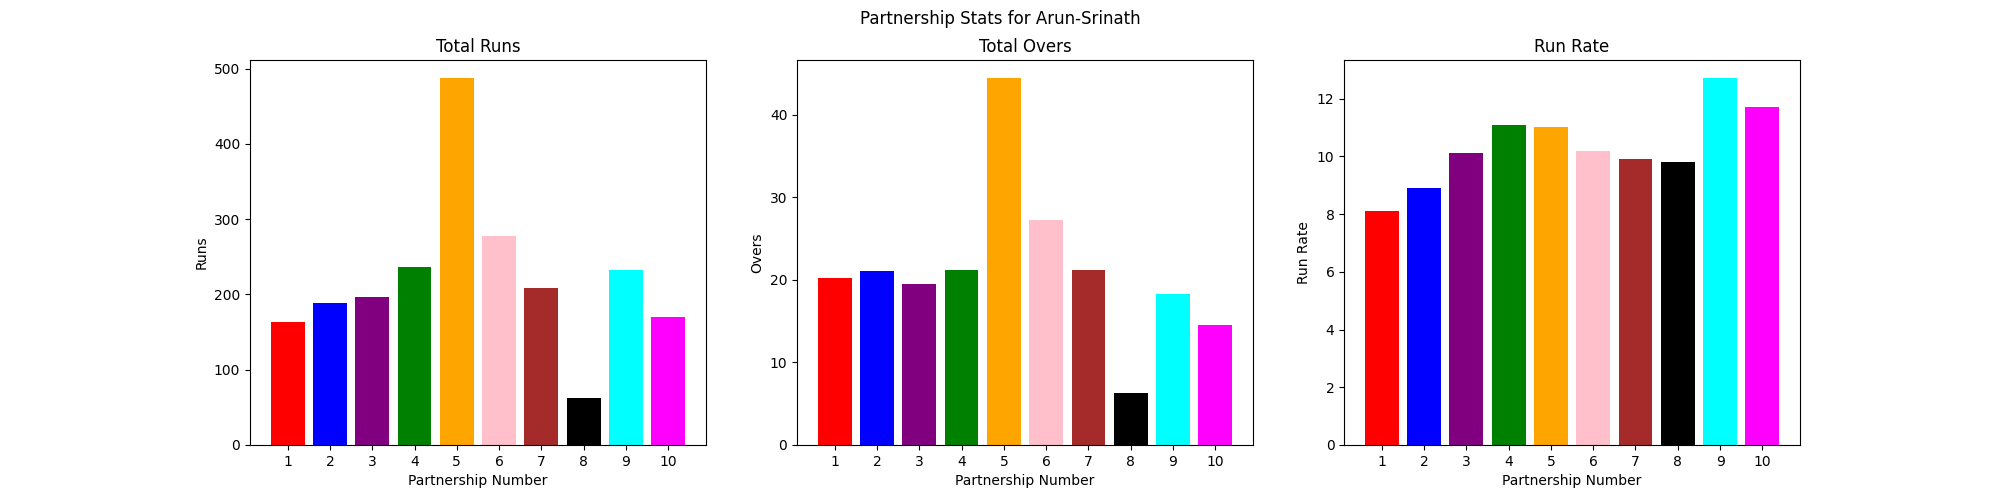 Partnership Stats for Arun-Srinath
Total Runs
500
400
300
200
100
0
Runs
1 2 3 4 5 6 7 8 9 10
Partnership Number
Total Overs
40
30
20
10
0
Overs
1 2 3 4 5 6 7 8 9 10
Partnership Number
Run Rate
12
10
8
6
4
2
0
Run Rate
1 2 3 4 5 6 7 8 9 10
Partnership Number